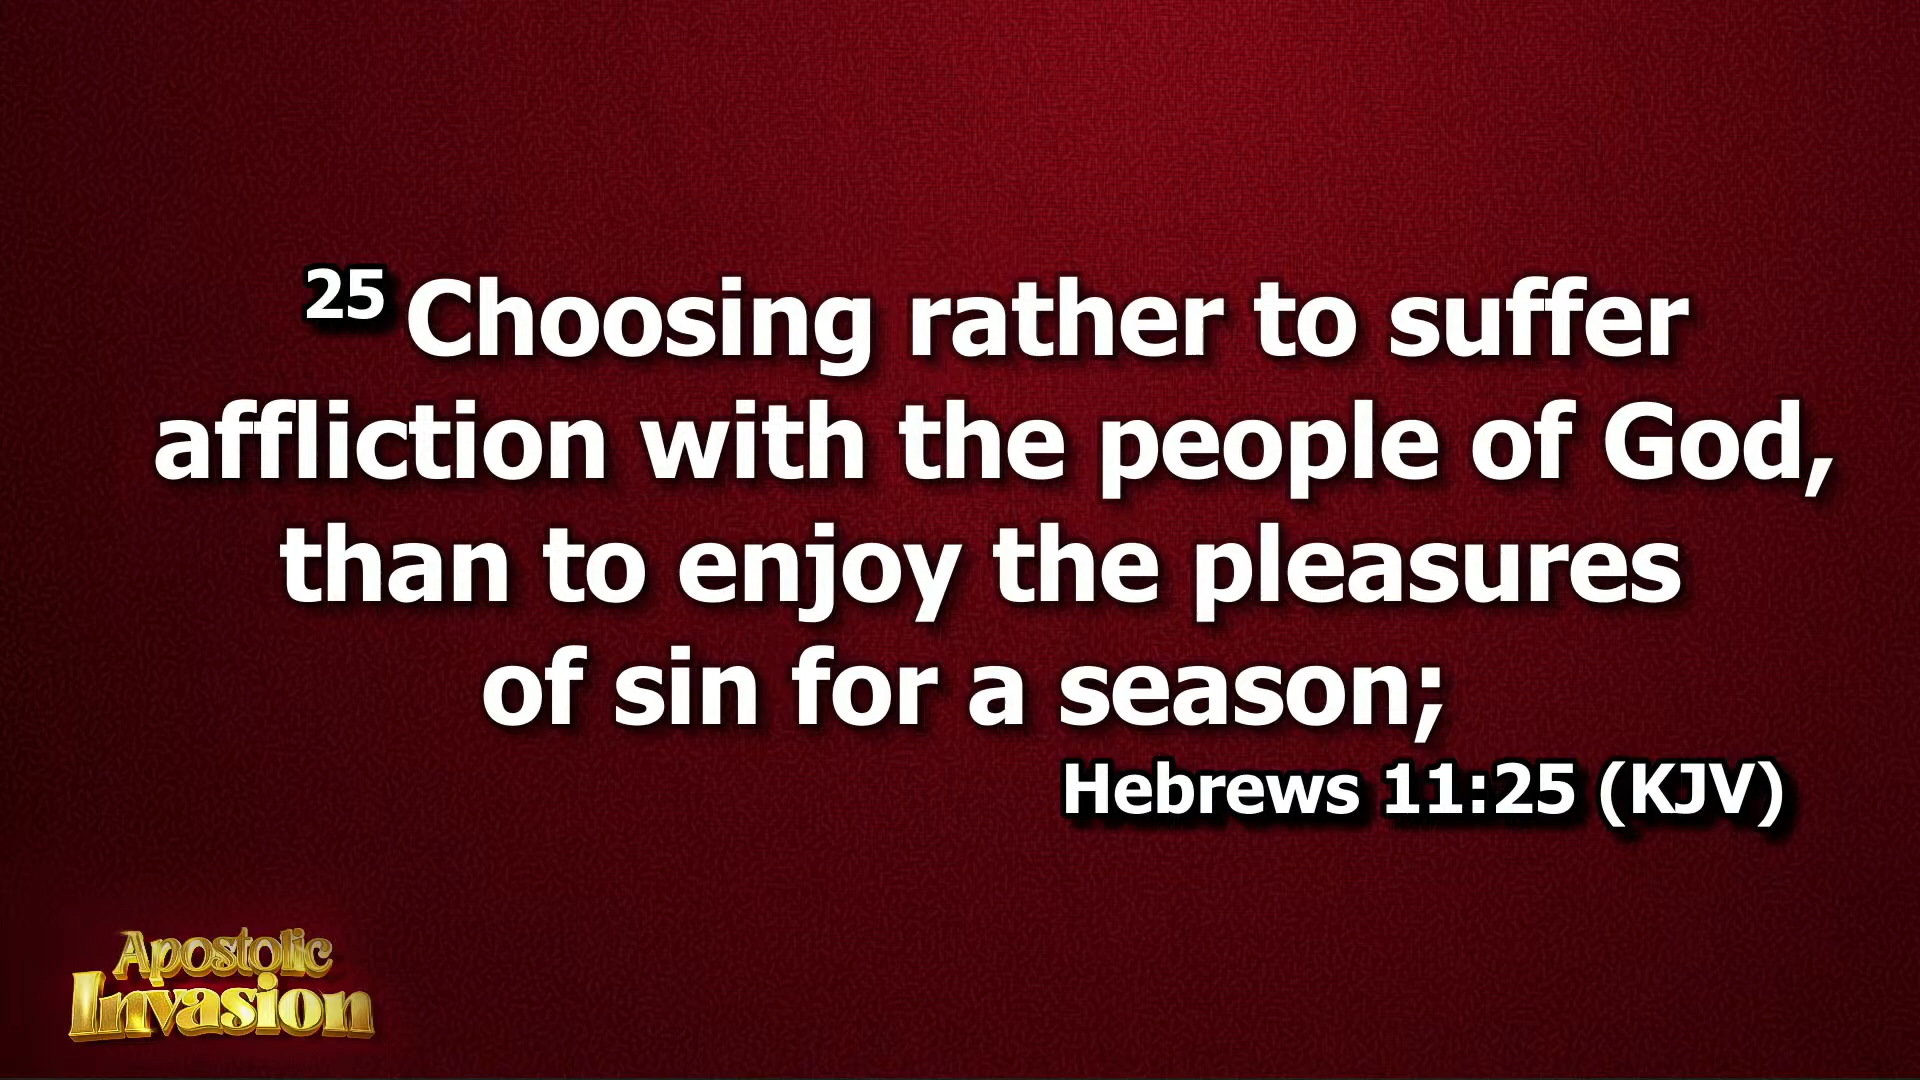 25 Choosing rather to suffer
affliction with the people of God,
than to enjoy the pleasures
of sin for a season;
Hebrews 11:25 (KJV)
Apostolic
Invasion